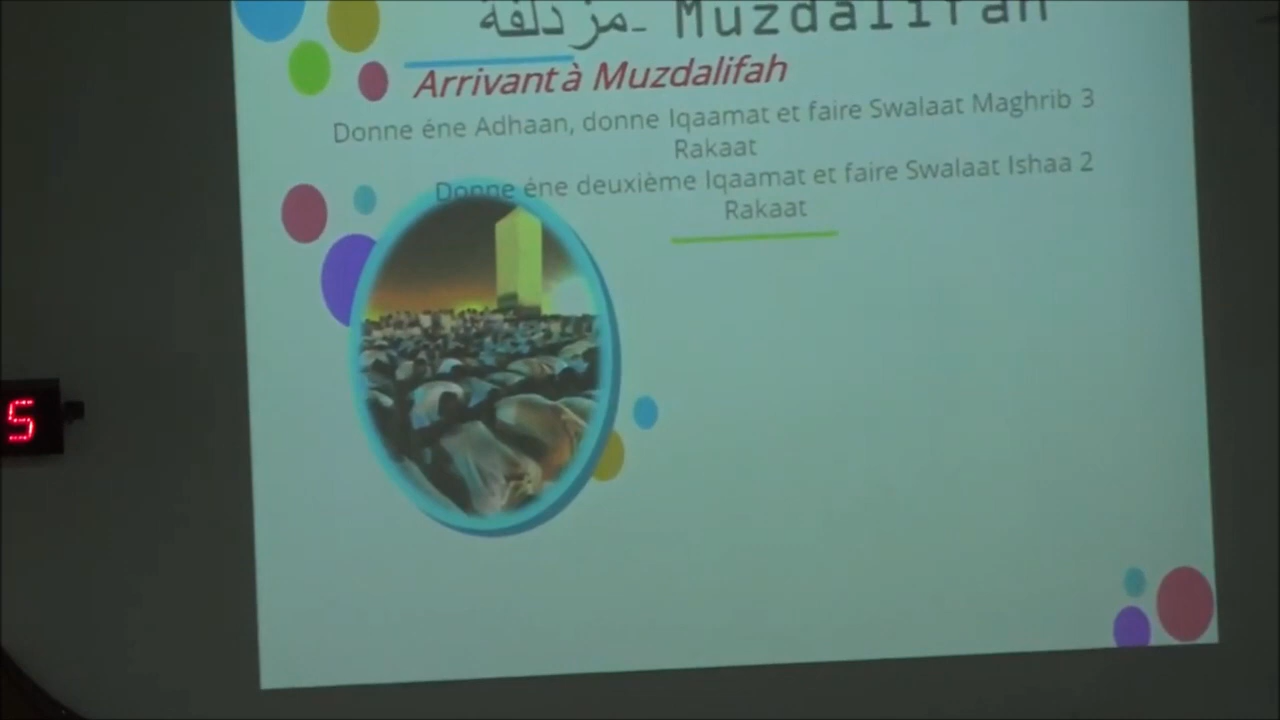 مزدلفة- Muzdalifah
Arrivant à Muzdalifah
Donne éne Adhaan, donne Iqaamat et faire Swalaat Maghrib 3
Rakaat
Donne éne deuxième Iqaamat et faire Swalaat Ishaa 2
Rakaat
5